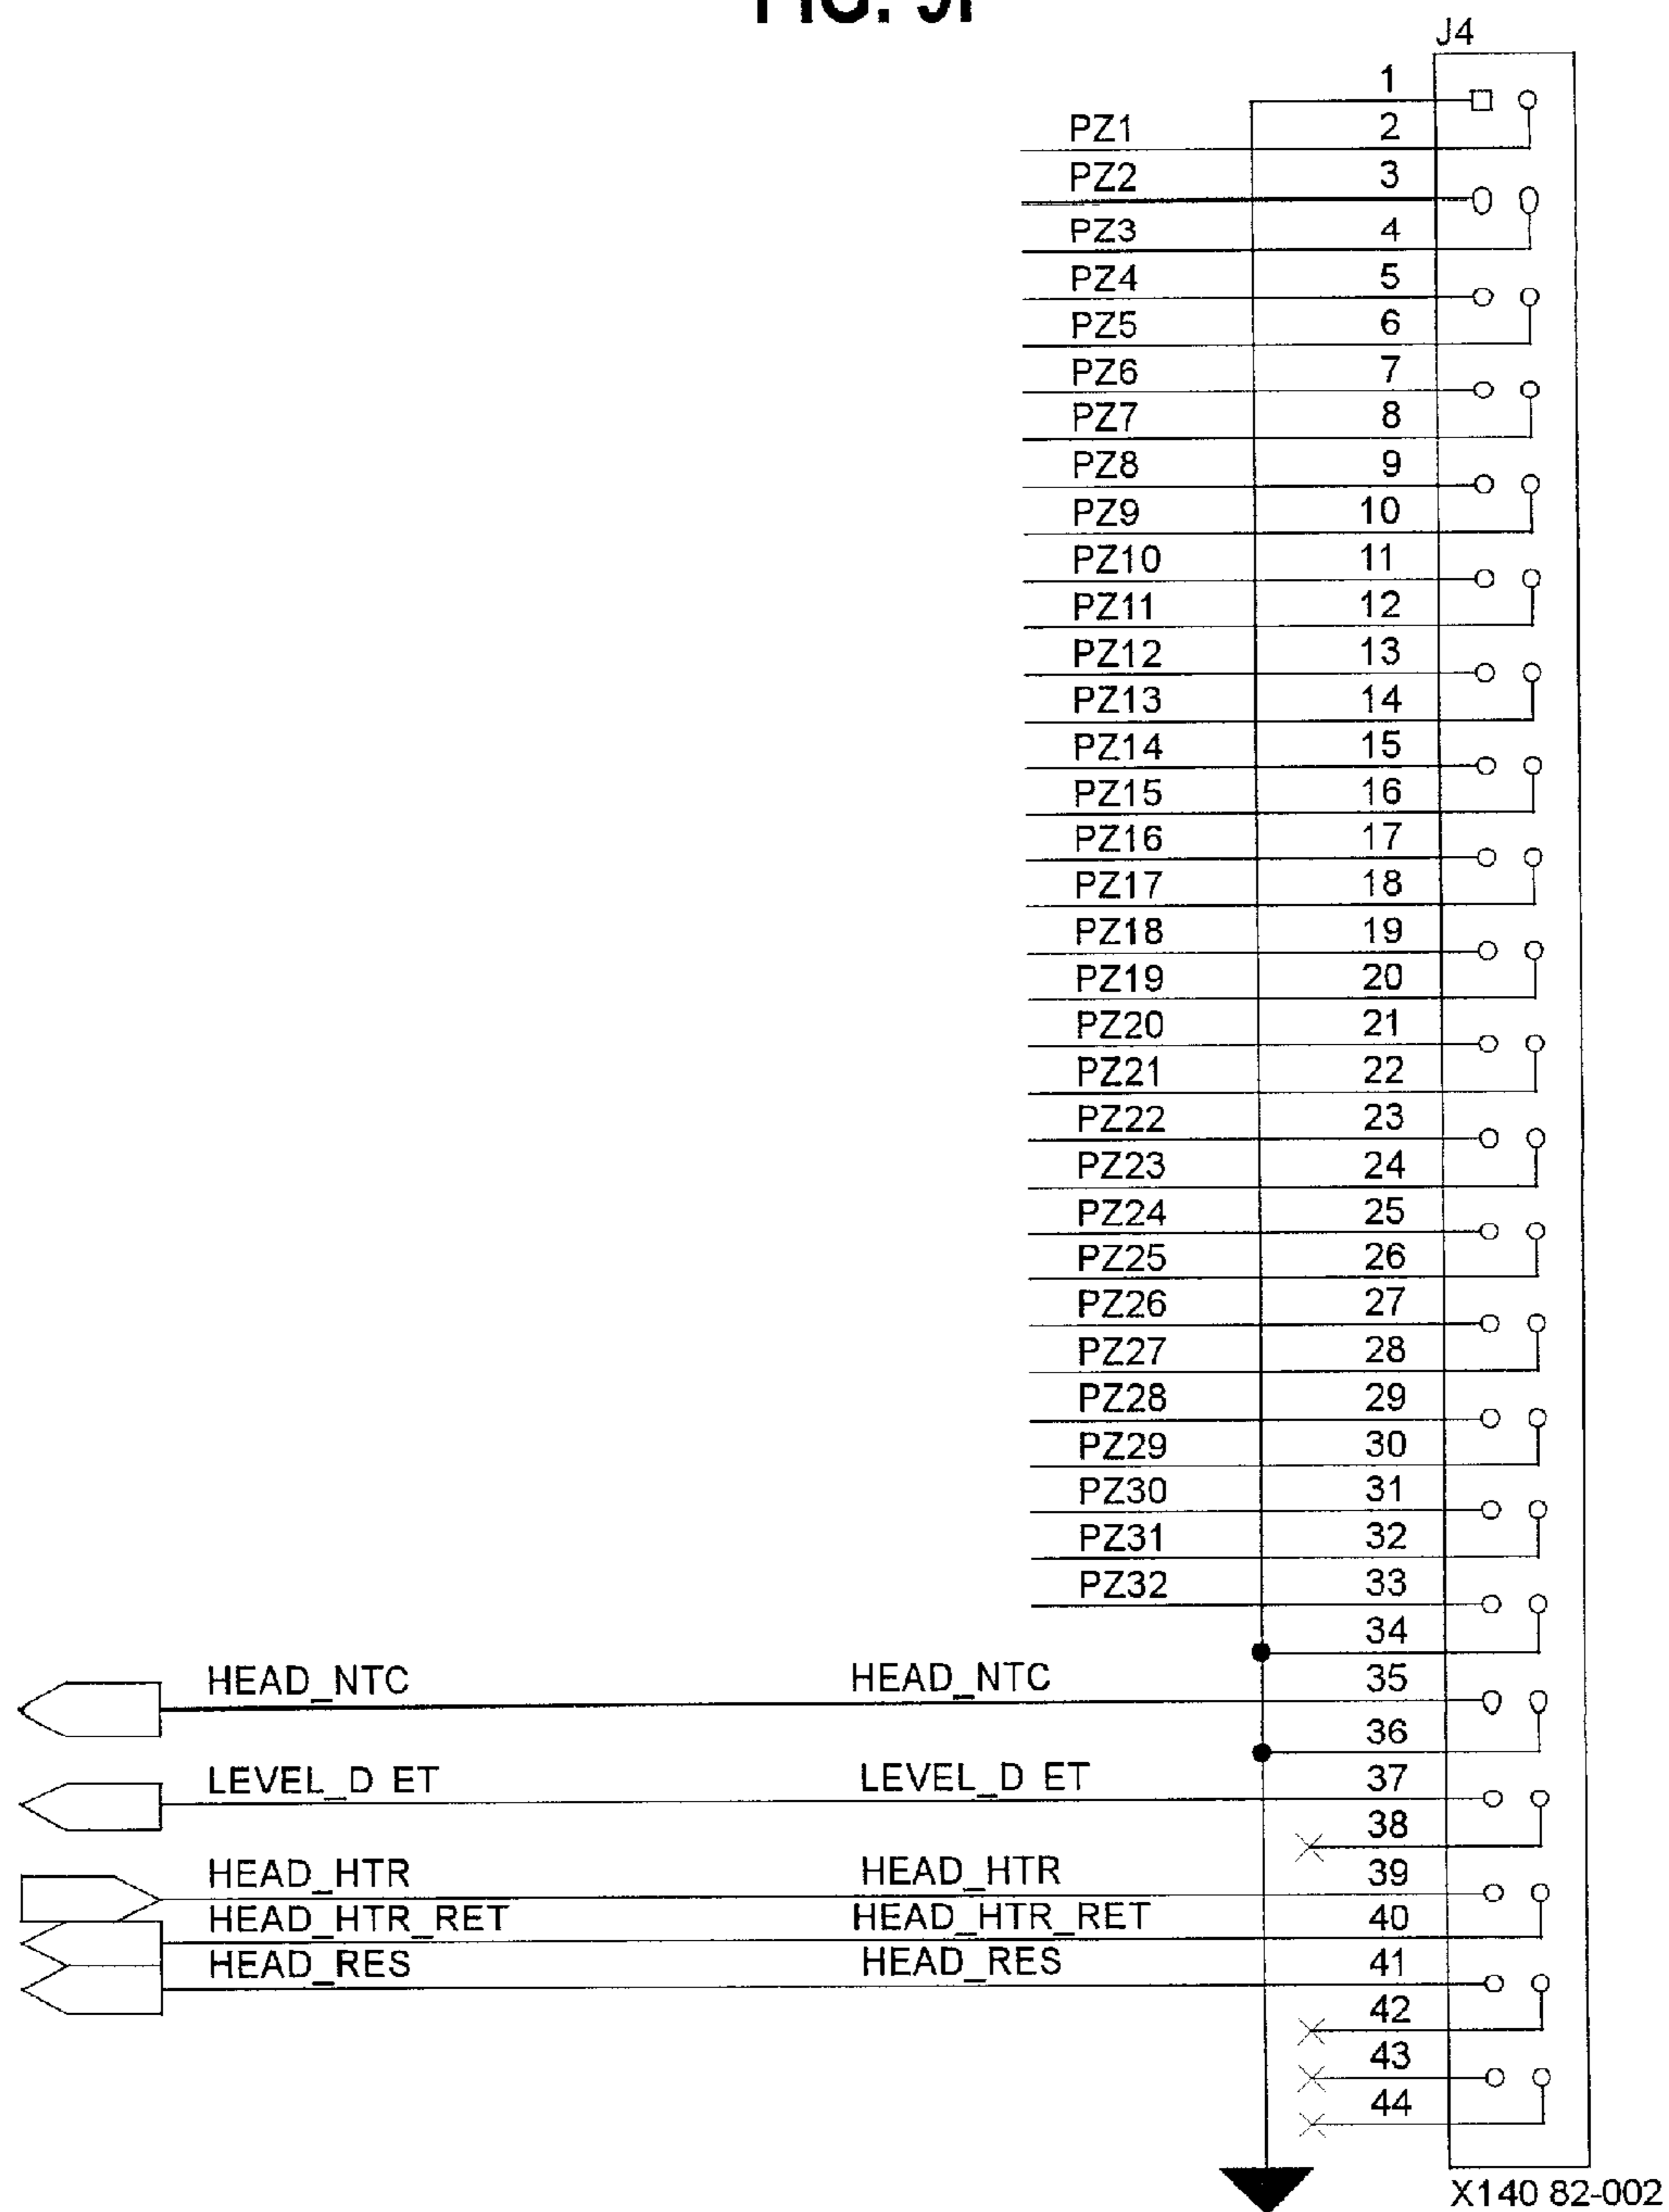 J4
1
PZ1 2
PZ2 3
PZ3 4
PZ4 5
PZ5 6
PZ6 7
PZ7 8
PZ8 9
PZ9 10
PZ10 11
PZ11 12
PZ12 13
PZ13 14
PZ14 15
PZ15 16
PZ16 17
PZ17 18
PZ18 19
PZ19 20
PZ20 21
PZ21 22
PZ22 23
PZ23 24
PZ24 25
PZ25 26
PZ26 27
PZ27 28
PZ28 29
PZ29 30
PZ30 31
PZ31 32
PZ32 33
34
HEAD_NTC HEAD_NTC 35
36
LEVEL_D ET LEVEL_D ET 37
38
HEAD_HTR HEAD_HTR 39
HEAD_HTR_RET HEAD_HTR_RET 40
HEAD_RES HEAD_RES 41
42
43
44
X140 82-002